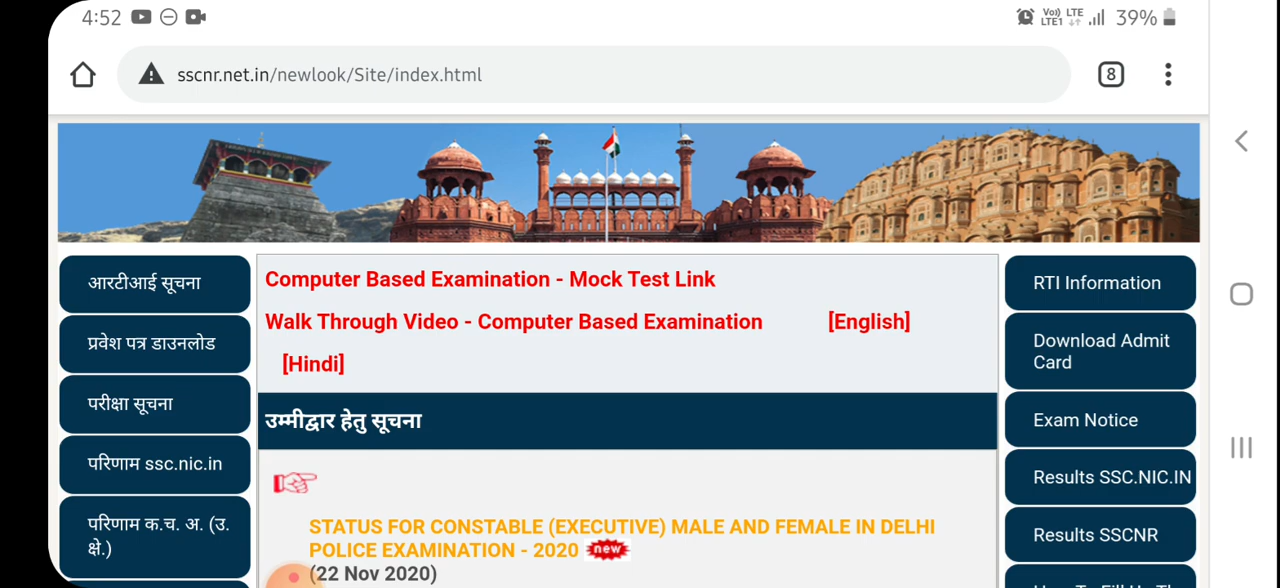 4:52
Vo)) LTE
LTE1
39%
sscnr.net.in/newlook/Site/index.html
8
आरटीआई सूचना
प्रवेश पत्र डाउनलोड
परीक्षा सूचना
परिणाम ssc.nic.in
परिणाम क.च. अ. (उ.
क्षे.)
Computer Based Examination - Mock Test Link
Walk Through Video - Computer Based Examination [English]
[Hindi]
उम्मीद्वार हेतु सूचना
STATUS FOR CONSTABLE (EXECUTIVE) MALE AND FEMALE IN DELHI
POLICE EXAMINATION - 2020 new
(22 Nov 2020)
RTI Information
Download Admit
Card
Exam Notice
Results SSC.NIC.IN
Results SSCNR